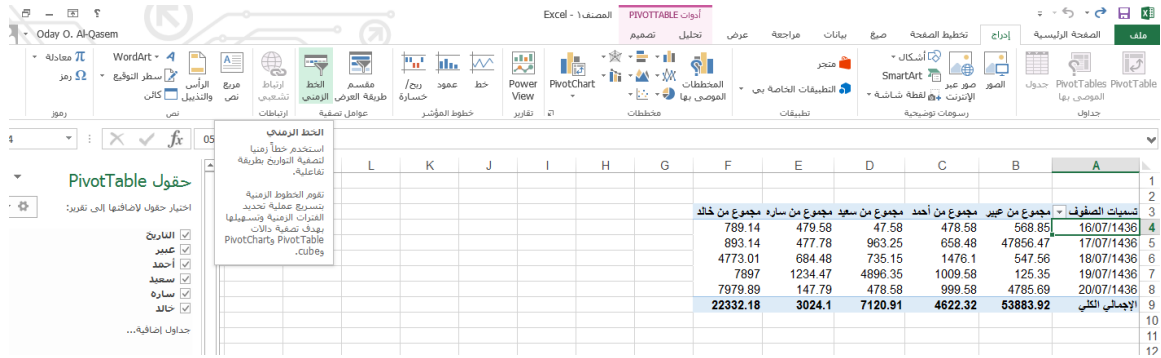 المصنف1 - Excel
أدوات PIVOTTABLE
Oday O. Al-Qasem
ملف
الصفحة الرئيسية
إدراج
تخطيط الصفحة
صيغ
بيانات
مراجعة
عرض
تحليل
تصميم
PivotTable
PivotTables الموصى بها
جدول
جداول
الصور
صور عبر الإنترنت
أشكال
SmartArt
لقطة شاشة
رسومات توضيحية
متجر
التطبيقات الخاصة بي
تطبيقات
المخططات الموصى بها
PivotChart
مخططات
Power View
تقارير
خط
عمود
ربح/خسارة
خطوط المؤشر
مقسم طريقة العرض
الخط الزمني
عوامل تصفية
ارتباط تشعبي
ارتباطات
مربع نص
الرأس والتذييل
WordArt
سطر التوقيع
كائن
نص
معادلة
رمز
رموز
الخط الزمني
استخدم خطاً زمنياً
لتصفية التواريخ بطريقة
تفاعلية.
تقوم الخطوط الزمنية
بتسريع عملية تحديد
الفترات الزمنية وتسهيلها
بهدف تصفية دالات
PivotTable وPivotCharts
وcube.
fx 05
حقول PivotTable
اختيار حقول لإضافتها إلى تقرير:
التاريخ
عبير
أحمد
سعيد
ساره
خالد
جداول إضافية...
A B C D E F G H I J K L
1
2
3 تسميات الصفوف مجموع من عبير مجموع من أحمد مجموع من سعيد مجموع من ساره مجموع من خالد
4 16/07/1436 568.85 478.58 47.58 479.58 789.14
5 17/07/1436 47856.47 658.48 963.25 477.78 893.14
6 18/07/1436 547.56 1476.1 735.15 684.48 4773.01
7 19/07/1436 125.35 1009.58 4896.35 1234.47 7897
8 20/07/1436 4785.69 999.58 478.58 147.79 7979.89
9 الإجمالي الكلي 53883.92 4622.32 7120.91 3024.1 22332.18
10
11
12